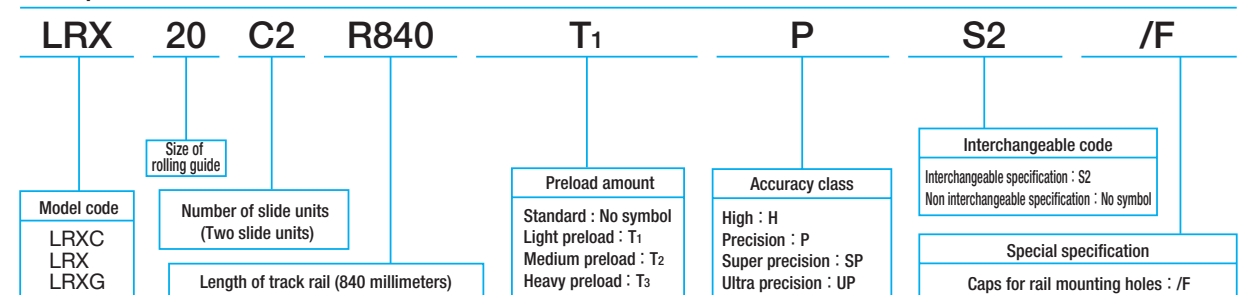 LRX 20 C2 R840 T1 P S2 /F
Size of
rolling guide
Model code
LRXC
LRX
LRXG
Number of slide units
(Two slide units)
Length of track rail (840 millimeters)
Preload amount
Standard : No symbol
Light preload : T1
Medium preload : T2
Heavy preload : T3
Accuracy class
High : H
Precision : P
Super precision : SP
Ultra precision : UP
Interchangeable code
Interchangeable specification : S2
Non interchangeable specification : No symbol
Special specification
Caps for rail mounting holes : /F